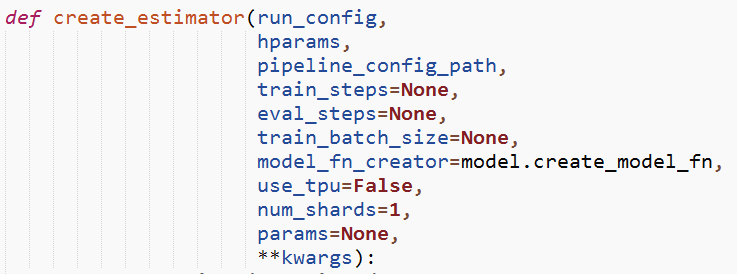 def create_estimator(run_config,
hparams,
pipeline_config_path,
train_steps=None,
eval_steps=None,
train_batch_size=None,
model_fn_creator=model.create_model_fn,
use_tpu=False,
num_shards=1,
params=None,
**kwargs):